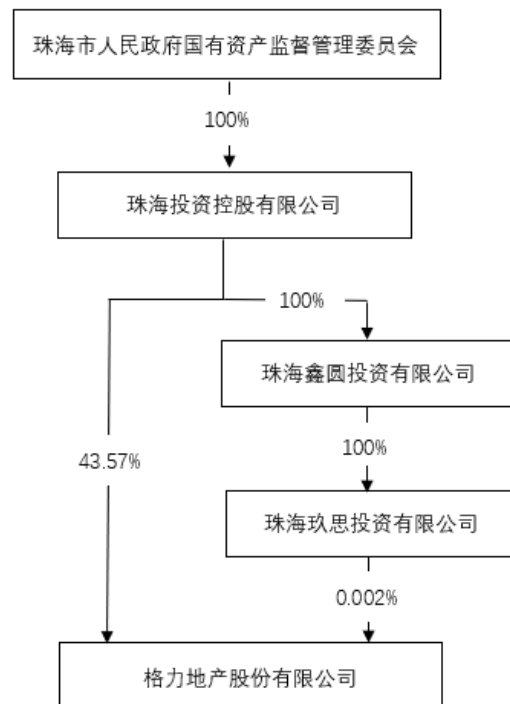 珠海市人民政府国有资产监督管理委员会
100%
珠海投资控股有限公司
100%
珠海鑫圆投资有限公司
43.57%
100%
珠海玖思投资有限公司
0.002%
格力地产股份有限公司